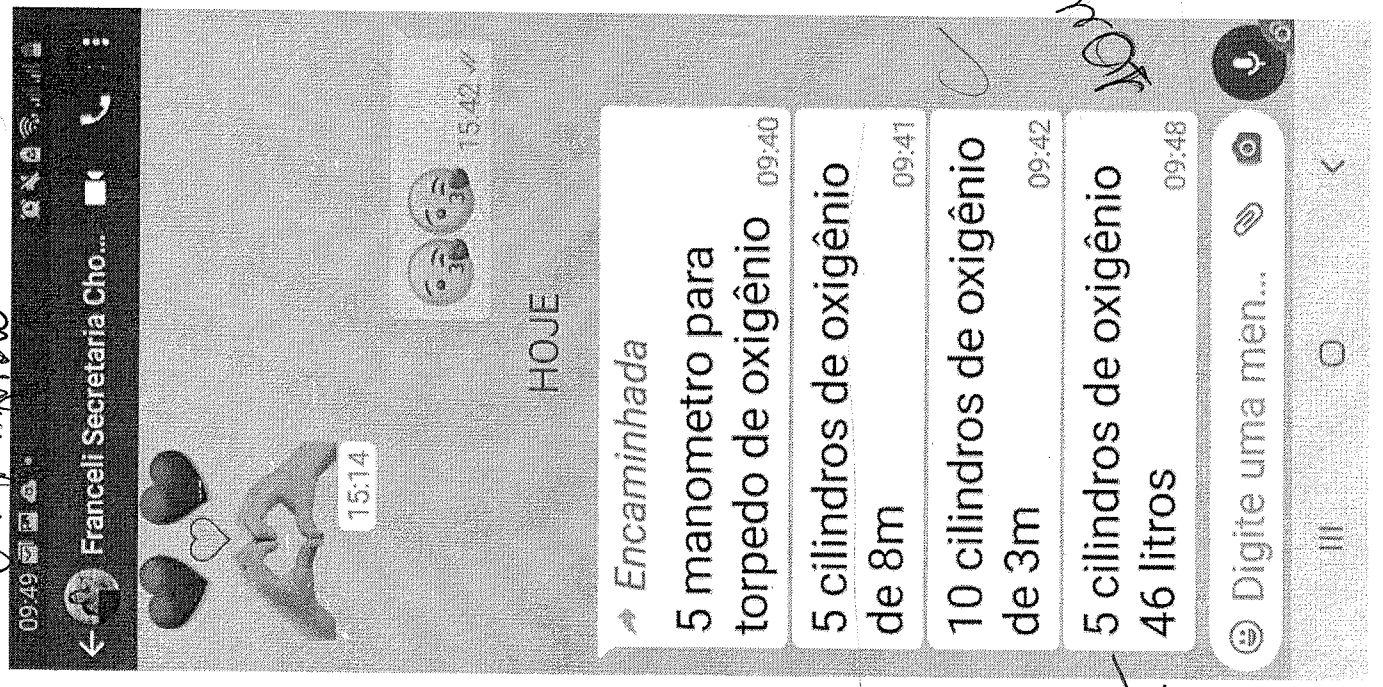 09:49
Franceli Secretaria Cho...
15:14
15:42
HOJE
Encaminhada
5 manometro para
torpedo de oxigênio
09:40
5 cilindros de oxigênio
de 8m
09:41
10 cilindros de oxigênio
de 3m
09:42
5 cilindros de oxigênio
46 litros
09:48
Digite uma men...